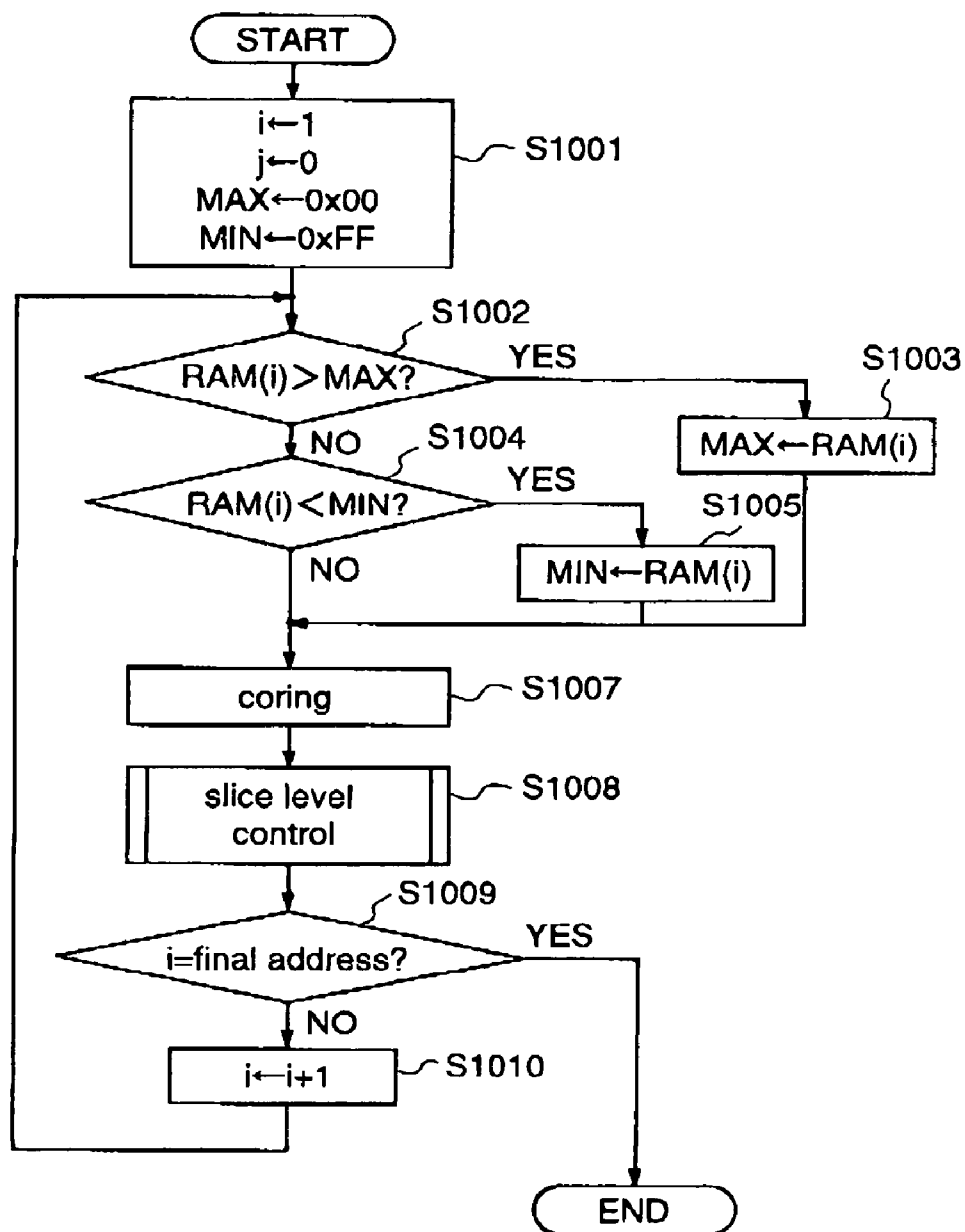 START
i←1
j←0
MAX←0x00
MIN←0xFF
S1001
S1002
RAM(i)>MAX?
YES
S1003
MAX←RAM(i)
NO
S1004
RAM(i)<MIN?
YES
S1005
MIN←RAM(i)
NO
coring
S1007
slice level
control
S1008
S1009
i=final address?
YES
NO
i←i+1
S1010
END